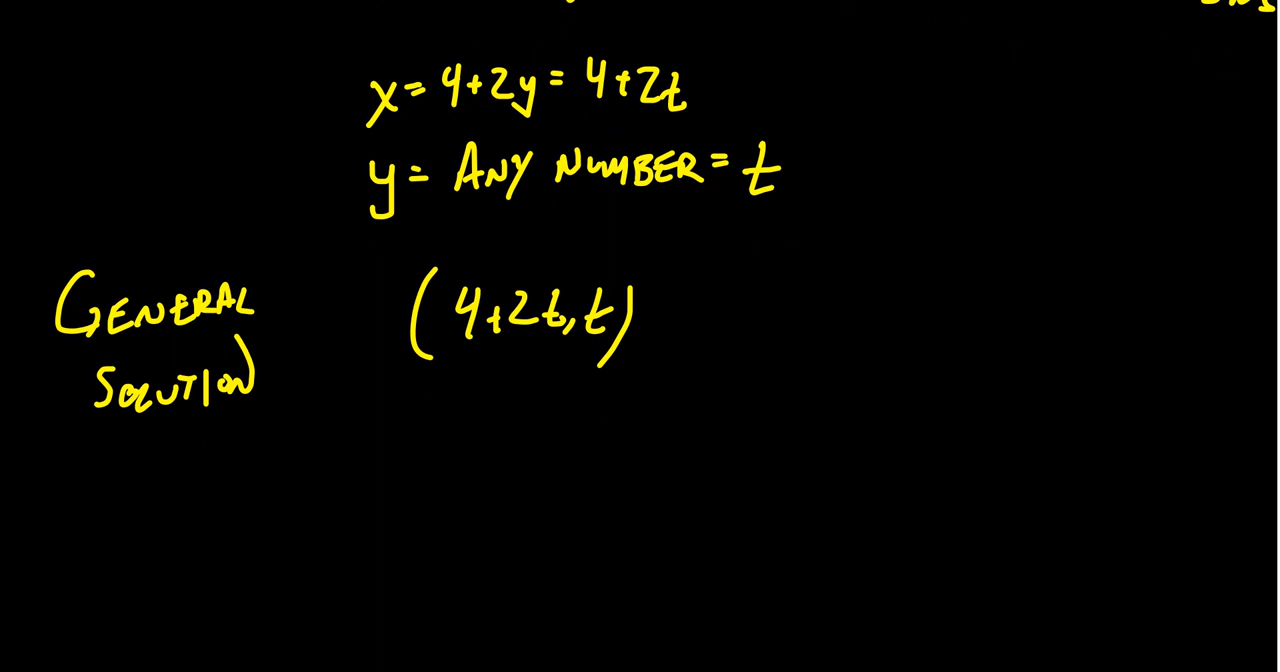 x = 4+2y = 4+2t
y = ANY NUMBER = t
GENERAL (4+2t, t)
SOLUTION